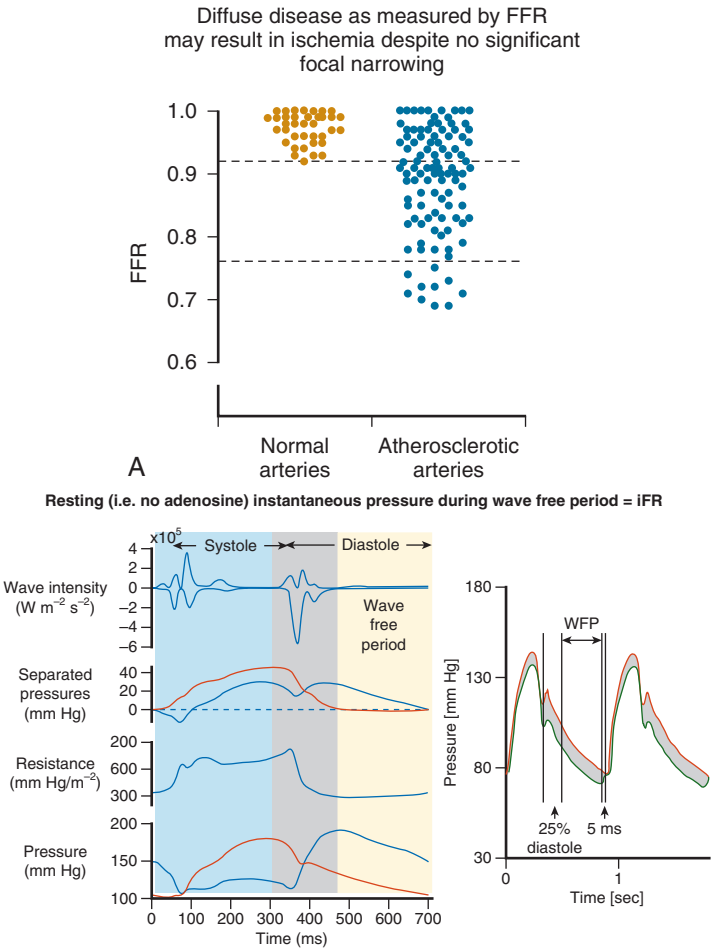 Diffuse disease as measured by FFR
may result in ischemia despite no significant
focal narrowing
1.0
0.9
0.8
0.7
0.6
FFR
Normal
arteries
Atherosclerotic
arteries
A
Resting (i.e. no adenosine) instantaneous pressure during wave free period = iFR
x10⁵
Systole
Diastole
4
2
0
−2
−4
−6
Wave intensity
(W m⁻² s⁻²)
Wave
free
period
Separated
pressures
(mm Hg)
40
20
0
Resistance
(mm Hg/m⁻²)
200
600
300
Pressure
(mm Hg)
200
150
100
0 100 200 300 400 500 600 700
Time (ms)
180
130
80
30
Pressure [mm Hg]
WFP
25%
diastole
5 ms
0 1
Time [sec]